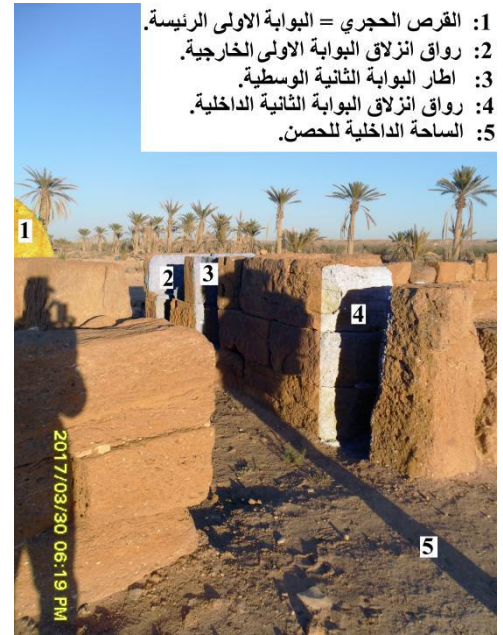 1: القرص الحجري = البوابة الاولى الرئيسة.
2: رواق انزلاق البوابة الاولى الخارجية.
3: اطار البوابة الثانية الوسطية.
4: رواق انزلاق البوابة الثانية الداخلية.
5: الساحة الداخلية للحصن.
1
2
3
4
5
2017/03/30 06:19 PM